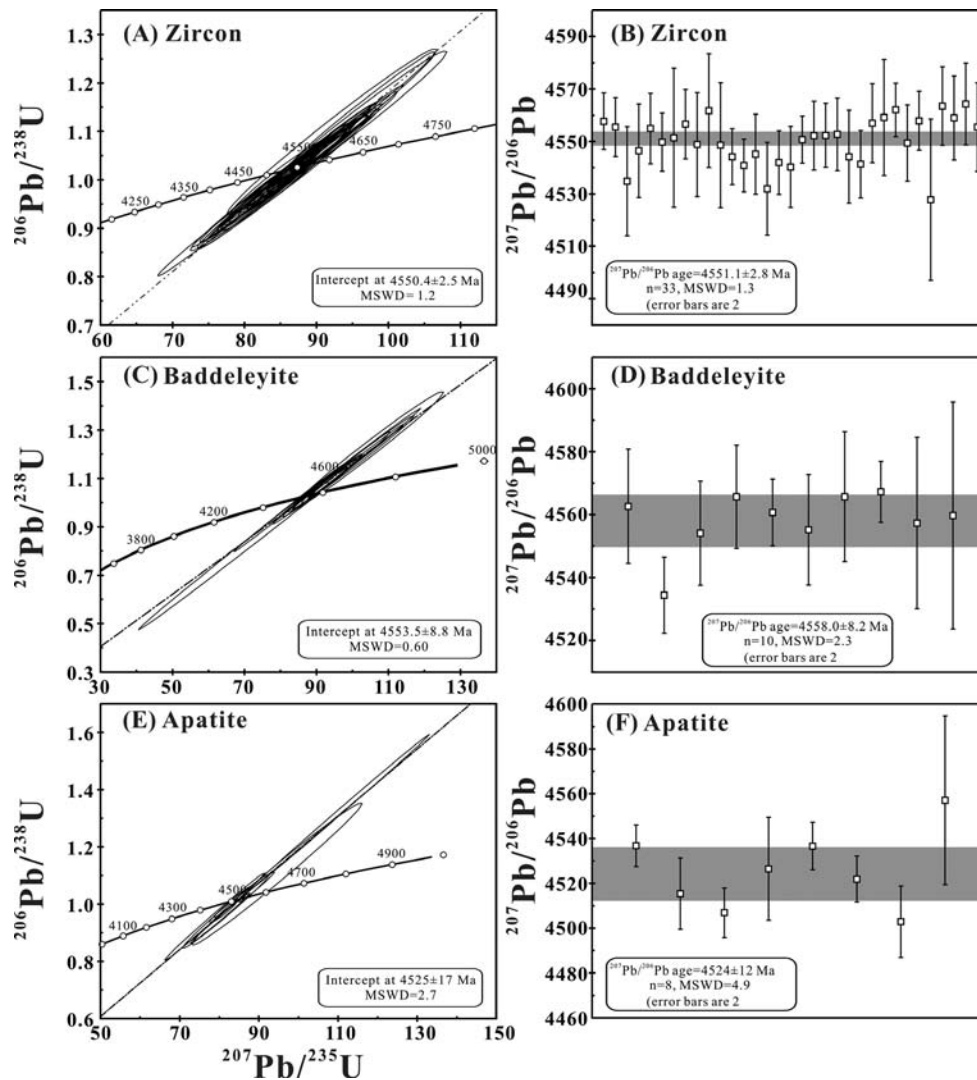 (A) Zircon
1.3
1.2
1.1
1.0
0.9
0.8
0.7
²⁰⁶Pb/²³⁸U
4250
4350
4450
4550
4650
4750
Intercept at 4550.4±2.5 Ma
MSWD= 1.2
60 70 80 90 100 110
(B) Zircon
4590
4570
4550
4530
4510
4490
²⁰⁷Pb/²⁰⁶Pb
²⁰⁷Pb/²⁰⁶Pb age=4551.1±2.8 Ma
n=33, MSWD=1.3
(error bars are 2
(C) Baddeleyite
1.5
1.3
1.1
0.9
0.7
0.5
0.3
²⁰⁶Pb/²³⁸U
3800
4200
4600
5000
Intercept at 4553.5±8.8 Ma
MSWD=0.60
30 50 70 90 110 130
(D) Baddeleyite
4600
4580
4560
4540
4520
²⁰⁷Pb/²⁰⁶Pb
²⁰⁷Pb/²⁰⁶Pb age=4558.0±8.2 Ma
n=10, MSWD=2.3
(error bars are 2
(E) Apatite
1.6
1.4
1.2
1.0
0.8
0.6
²⁰⁶Pb/²³⁸U
4100
4300
4500
4700
4900
Intercept at 4525±17 Ma
MSWD=2.7
50 70 90 110 130 150
²⁰⁷Pb/²³⁵U
(F) Apatite
4600
4580
4560
4540
4520
4500
4480
4460
²⁰⁷Pb/²⁰⁶Pb
²⁰⁷Pb/²⁰⁶Pb age=4524±12 Ma
n=8, MSWD=4.9
(error bars are 2